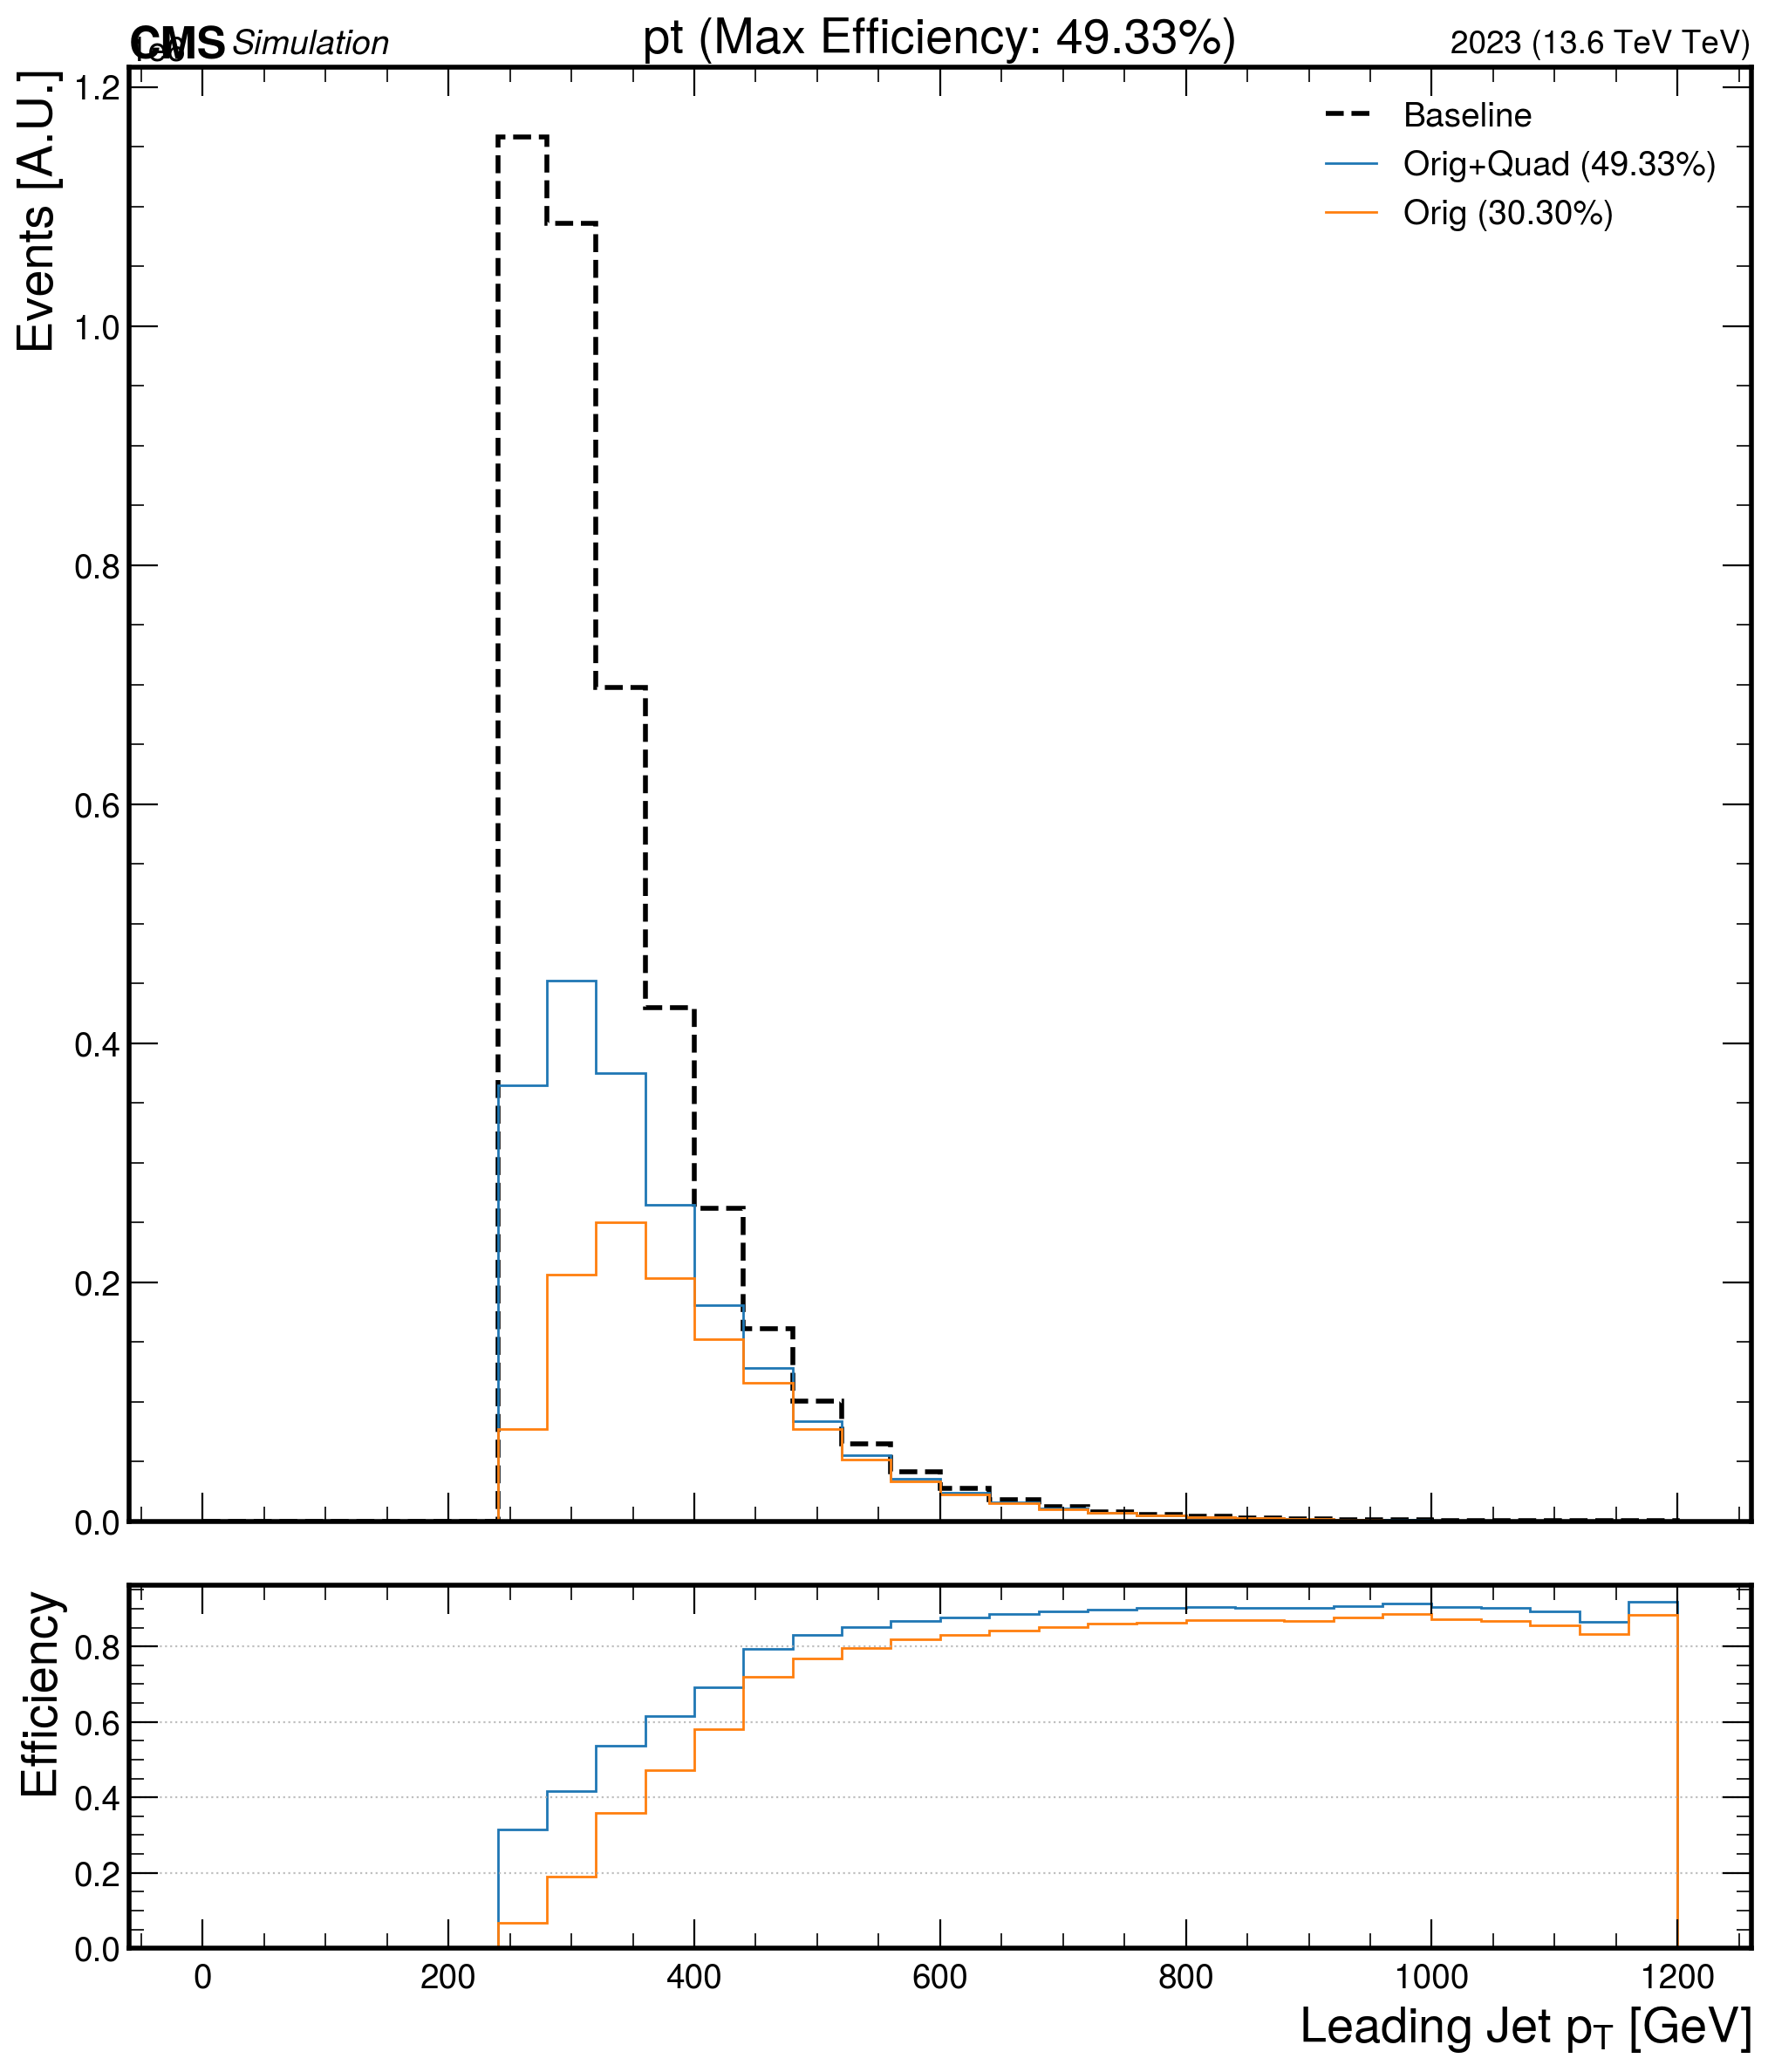 CMS Simulation
pt (Max Efficiency: 49.33%)
2023 (13.6 TeV TeV)
Events [A.U.]
1.2
1.0
0.8
0.6
0.4
0.2
0.0
Baseline
Orig+Quad (49.33%)
Orig (30.30%)
Efficiency
0.8
0.6
0.4
0.2
0.0
0 200 400 600 800 1000 1200
Leading Jet pT [GeV]